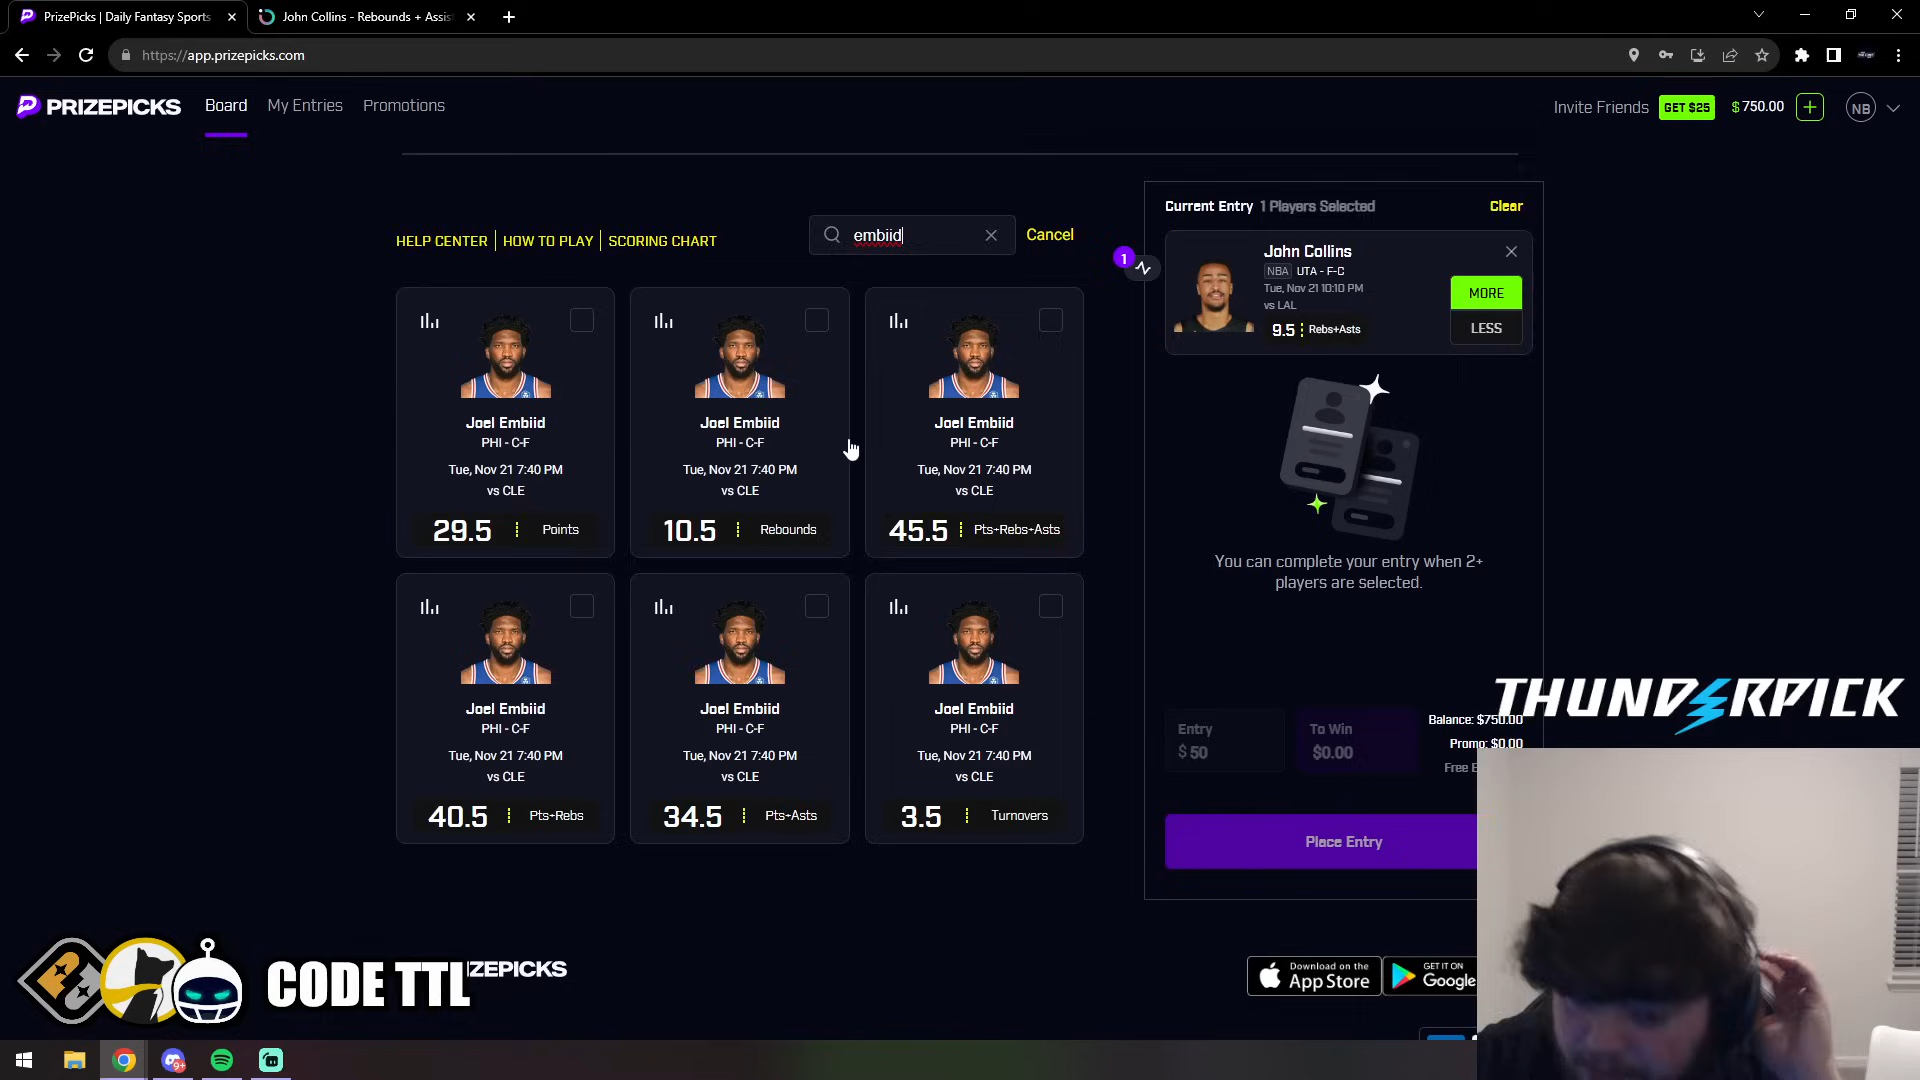 PrizePicks | Daily Fantasy Sports
John Collins - Rebounds + Assis
https://app.prizepicks.com
PRIZEPICKS
Board
My Entries
Promotions
Invite Friends
GET $25
$ 750.00
NB
HELP CENTER
HOW TO PLAY
SCORING CHART
embiid
Cancel
Joel Embiid
PHI - C-F
Tue, Nov 21 7:40 PM
vs CLE
29.5 Points
Joel Embiid
PHI - C-F
Tue, Nov 21 7:40 PM
vs CLE
10.5 Rebounds
Joel Embiid
PHI - C-F
Tue, Nov 21 7:40 PM
vs CLE
45.5 Pts+Rebs+Asts
Joel Embiid
PHI - C-F
Tue, Nov 21 7:40 PM
vs CLE
40.5 Pts+Rebs
Joel Embiid
PHI - C-F
Tue, Nov 21 7:40 PM
vs CLE
34.5 Pts+Asts
Joel Embiid
PHI - C-F
Tue, Nov 21 7:40 PM
vs CLE
3.5 Turnovers
Current Entry 1 Players Selected
Clear
1
John Collins
NBA UTA - F-C
Tue, Nov 21 10:10 PM
vs LAL
9.5 Rebs+Asts
MORE
LESS
You can complete your entry when 2+
players are selected.
THUNDERPICK
Entry
$ 50
To Win
$0.00
Balance: $750.00
Promo: $0.00
Free E
Place Entry
CODE TTL
IZEPICKS
Download on the
App Store
GET IT ON
Google
9+